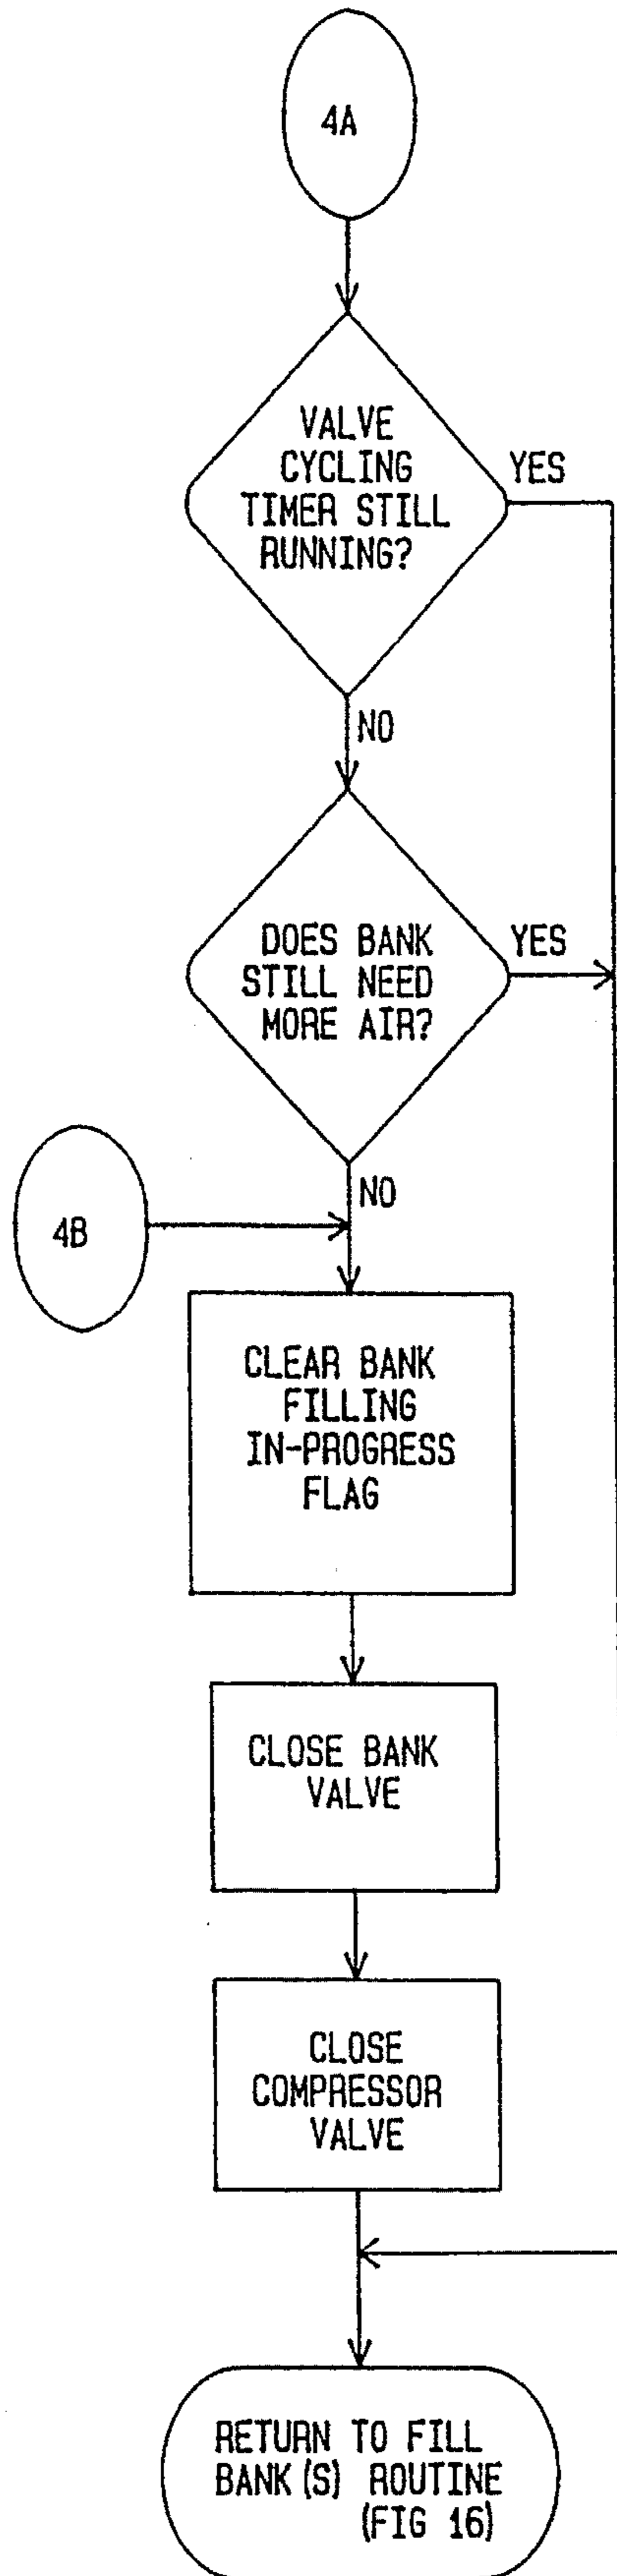 4A
VALVE
CYCLING
TIMER STILL
RUNNING?
YES
NO
DOES BANK
STILL NEED
MORE AIR?
YES
NO
4B
CLEAR BANK
FILLING
IN-PROGRESS
FLAG
CLOSE BANK
VALVE
CLOSE
COMPRESSOR
VALVE
RETURN TO FILL
BANK(S) ROUTINE
(FIG 16)